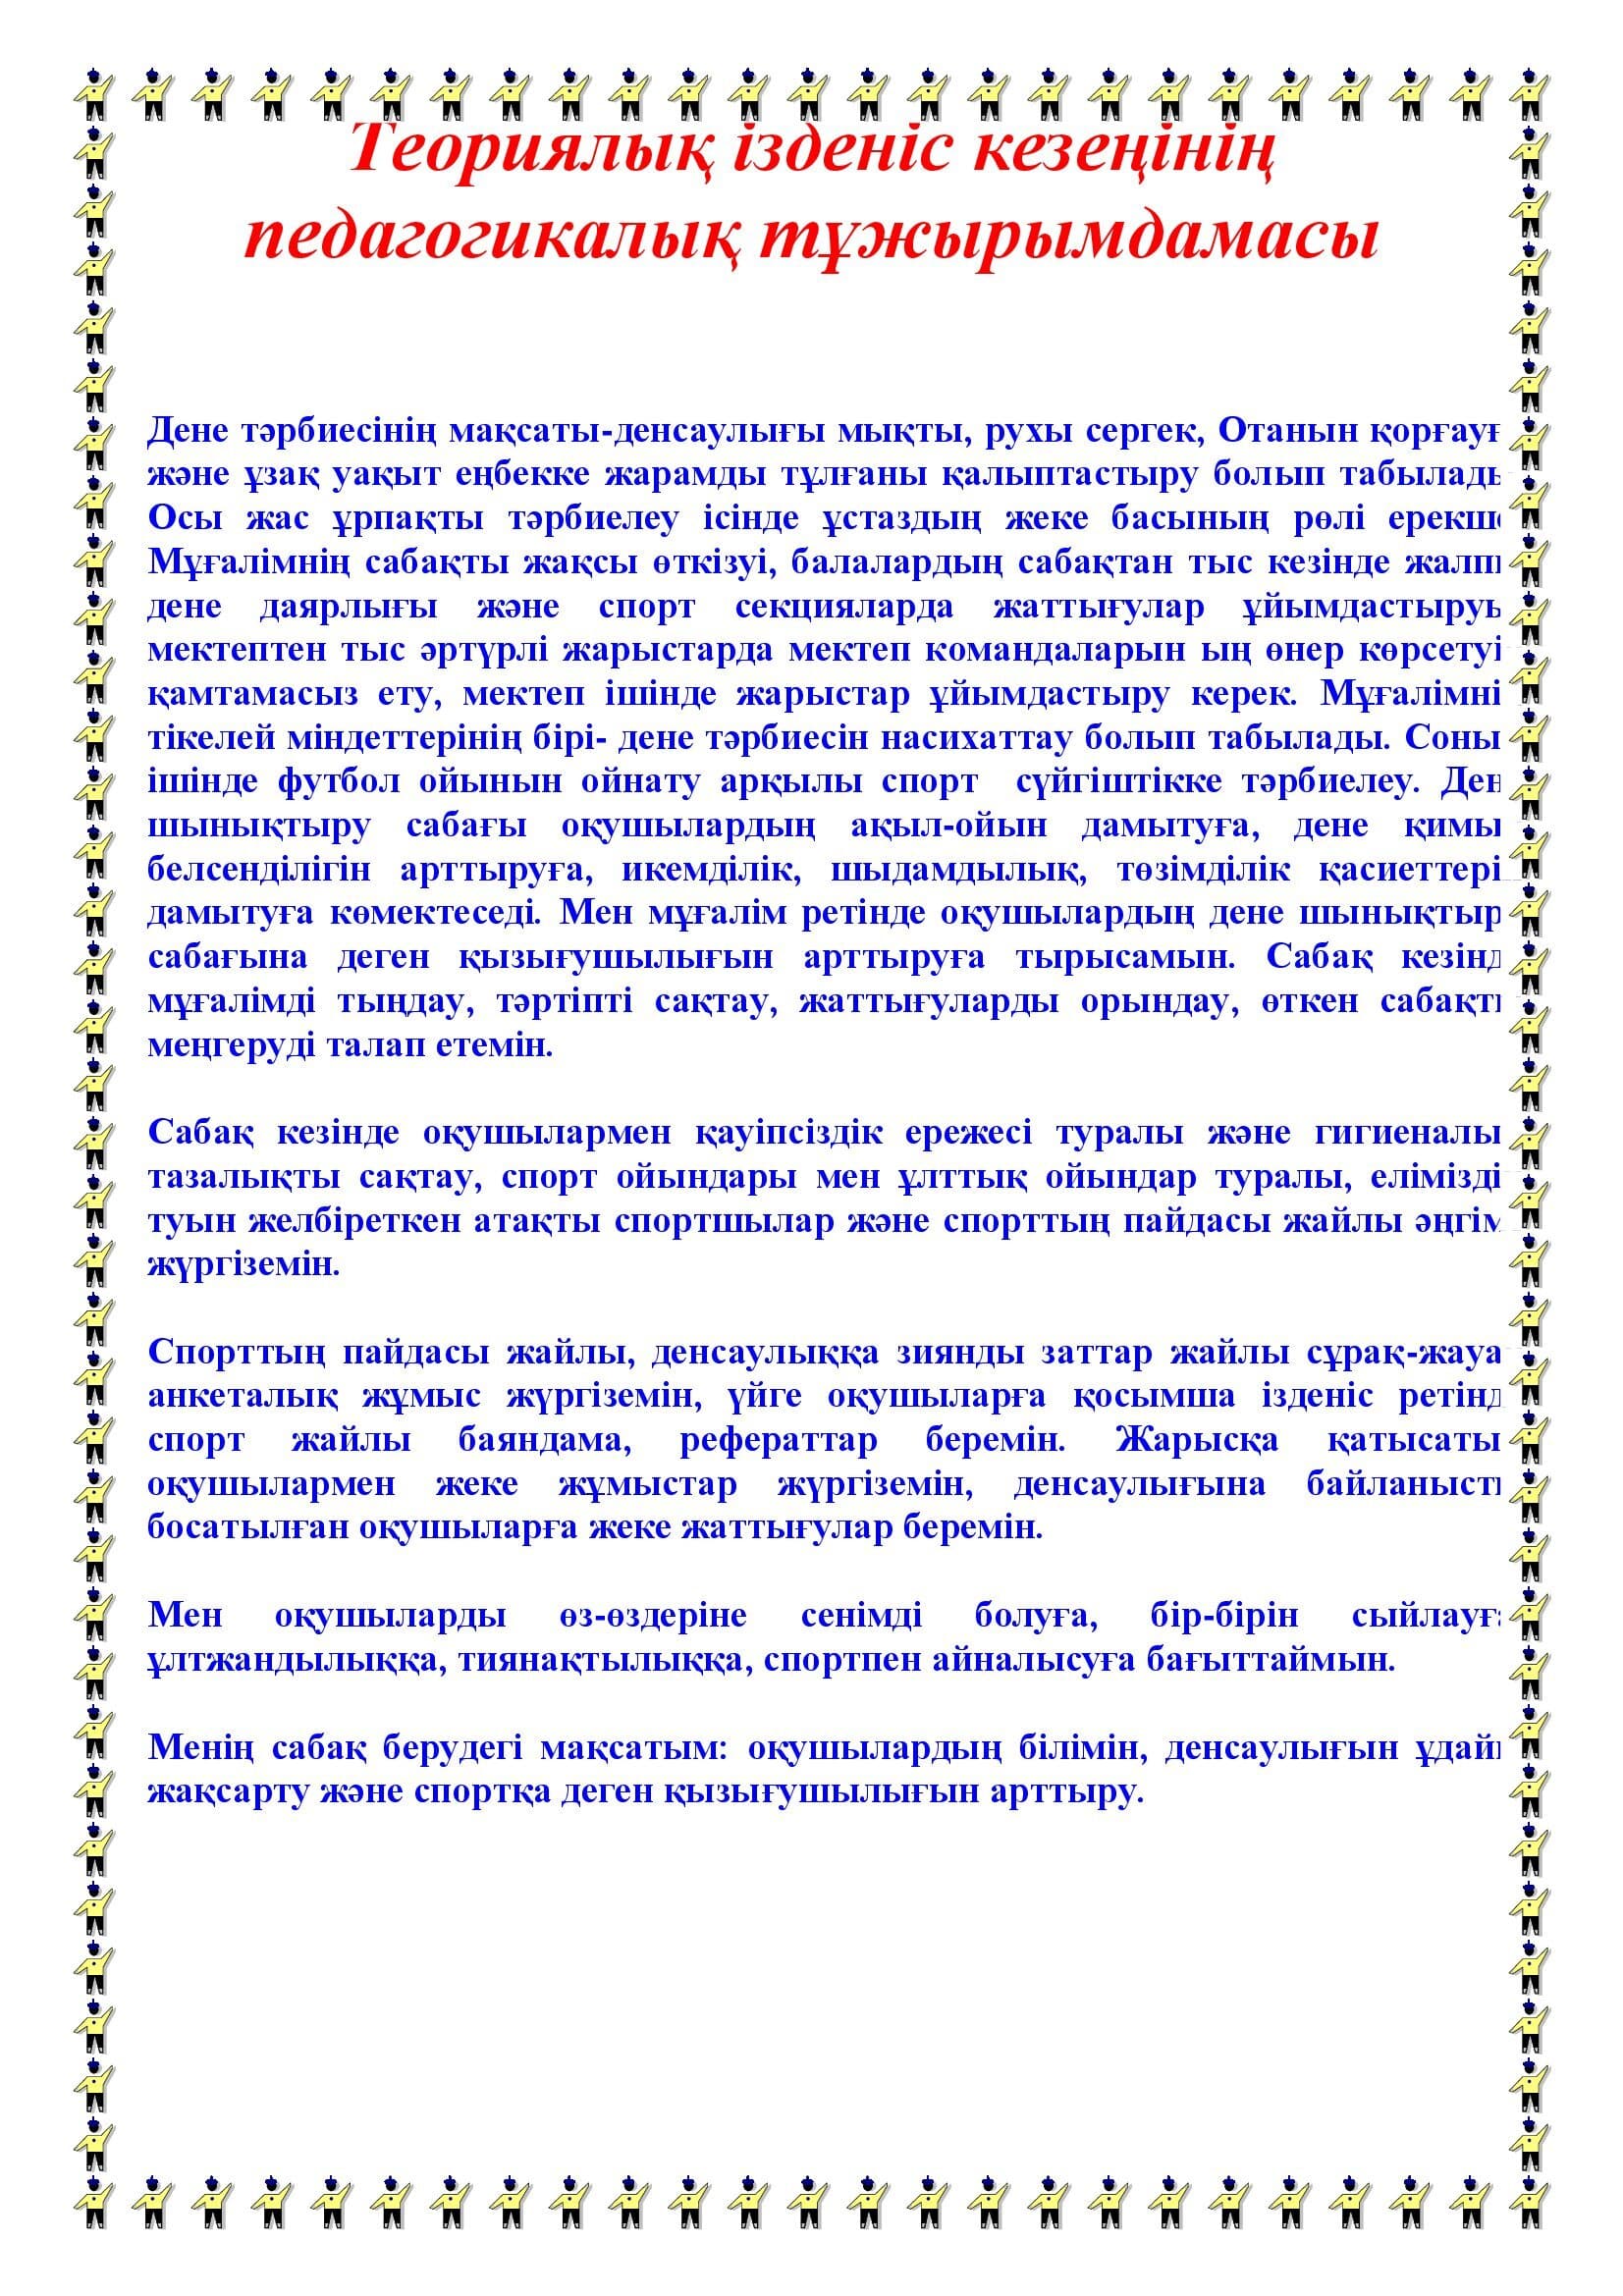 Теориялық ізденіс кезеңінің
педагогикалық тұжырымдамасы
Дене тәрбиесінің мақсаты-денсаулығы мықты, рухы сергек, Отанын қорғауғ
және ұзақ уақыт еңбекке жарамды тұлғаны қалыптастыру болып табылады
Осы жас ұрпақты тәрбиелеу ісінде ұстаздың жеке басының рөлі ерекше
Мұғалімнің сабақты жақсы өткізуі, балалардың сабақтан тыс кезінде жалпы
дене даярлығы және спорт секцияларда жаттығулар ұйымдастыруы
мектептен тыс әртүрлі жарыстарда мектеп командаларын ың өнер көрсетуі
қамтамасыз ету, мектеп ішінде жарыстар ұйымдастыру керек. Мұғалімні
тікелей міндеттерінің бірі- дене тәрбиесін насихаттау болып табылады. Соны
ішінде футбол ойынын ойнату арқылы спорт сүйгіштікке тәрбиелеу. Ден
шынықтыру сабағы оқушылардың ақыл-ойын дамытуға, дене қимы
белсенділігін арттыруға, икемділік, шыдамдылық, төзімділік қасиеттері
дамытуға көмектеседі. Мен мұғалім ретінде оқушылардың дене шынықтыр
сабағына деген қызығушылығын арттыруға тырысамын. Сабақ кезінд
мұғалімді тыңдау, тәртіпті сақтау, жаттығуларды орындау, өткен сабақты
меңгеруді талап етемін.
Сабақ кезінде оқушылармен қауіпсіздік ережесі туралы және гигиеналы
тазалықты сақтау, спорт ойындары мен ұлттық ойындар туралы, елімізді
туын желбіреткен атақты спортшылар және спорттың пайдасы жайлы әңгім
жүргіземін.
Спорттың пайдасы жайлы, денсаулыққа зиянды заттар жайлы сұрақ-жауа
анкеталық жұмыс жүргіземін, үйге оқушыларға қосымша ізденіс ретінд
спорт жайлы баяндама, рефераттар беремін. Жарысқа қатысаты
оқушылармен жеке жұмыстар жүргіземін, денсаулығына байланысты
босатылған оқушыларға жеке жаттығулар беремін.
Мен оқушыларды өз-өздеріне сенімді болуға, бір-бірін сыйлауға
ұлтжандылыққа, тиянақтылыққа, спортпен айналысуға бағыттаймын.
Менің сабақ берудегі мақсатым: оқушылардың білімін, денсаулығын ұдайы
жақсарту және спортқа деген қызығушылығын арттыру.